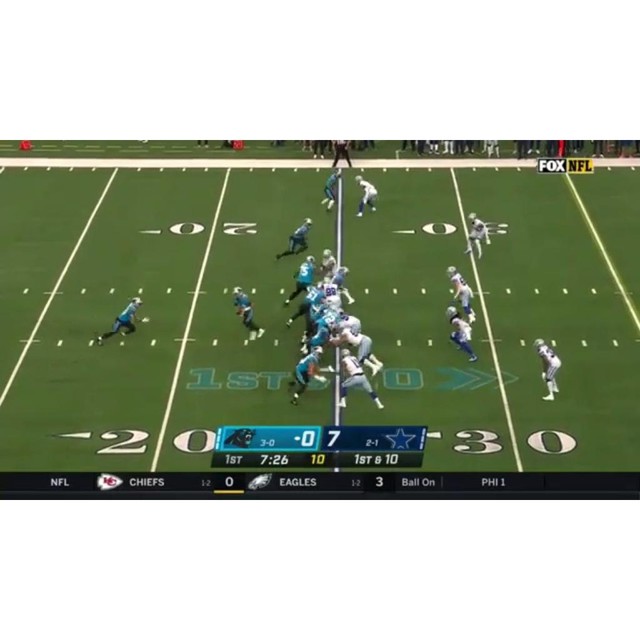 FOX NFL
20 30
1ST & 10
20 30
3-0 0 7 2-1
1ST 7:26 10 1ST & 10
NFL CHIEFS 1-2 0 EAGLES 1-2 3 Ball On PHI 1